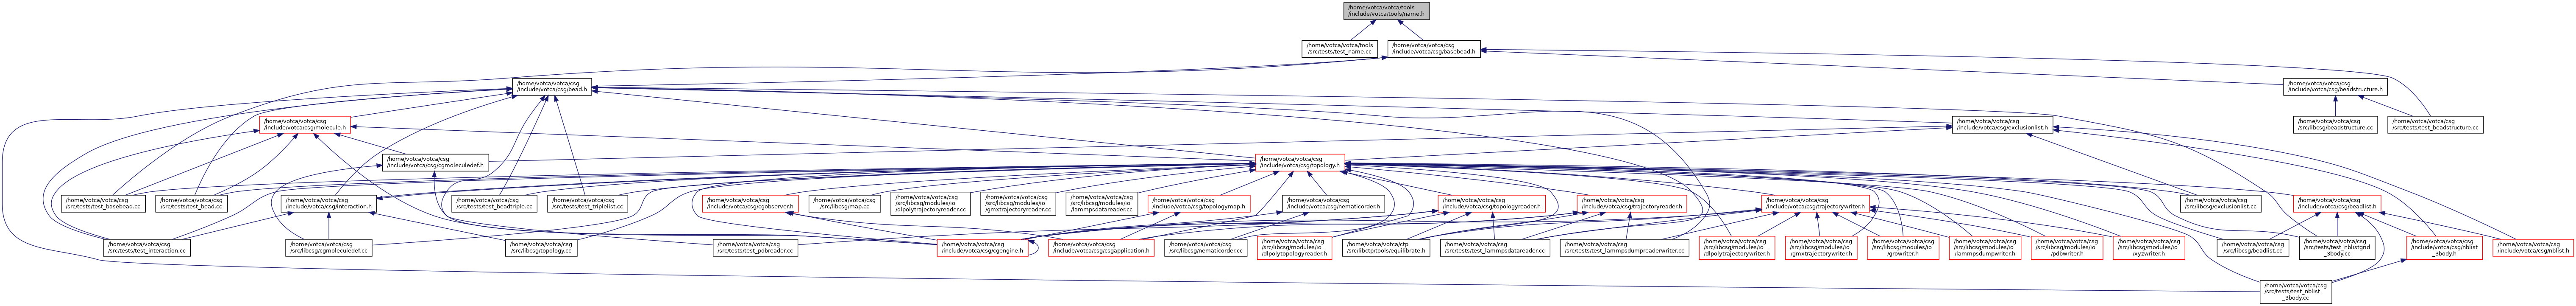 /home/votca/votca/tools
/include/votca/tools/name.h
/home/votca/votca/tools
/src/tests/test_name.cc
/home/votca/votca/csg
/include/votca/csg/basebead.h
/home/votca/votca/csg
/include/votca/csg/bead.h
/home/votca/votca/csg
/include/votca/csg/beadstructure.h
/home/votca/votca/csg
/include/votca/csg/molecule.h
/home/votca/votca/csg
/include/votca/csg/exclusionlist.h
/home/votca/votca/csg
/src/libcsg/beadstructure.cc
/home/votca/votca/csg
/src/tests/test_beadstructure.cc
/home/votca/votca/csg
/include/votca/csg/cgmoleculedef.h
/home/votca/votca/csg
/include/votca/csg/topology.h
/home/votca/votca/csg
/src/tests/test_basebead.cc
/home/votca/votca/csg
/src/tests/test_bead.cc
/home/votca/votca/csg
/include/votca/csg/interaction.h
/home/votca/votca/csg
/src/tests/test_beadtriple.cc
/home/votca/votca/csg
/src/tests/test_triplelist.cc
/home/votca/votca/csg
/include/votca/csg/cgobserver.h
/home/votca/votca/csg
/src/libcsg/map.cc
/home/votca/votca/csg
/src/libcsg/modules/io
/dlpolytrajectoryreader.cc
/home/votca/votca/csg
/src/libcsg/modules/io
/gmxtrajectoryreader.cc
/home/votca/votca/csg
/src/libcsg/modules/io
/lammpsdatareader.cc
/home/votca/votca/csg
/include/votca/csg/topologymap.h
/home/votca/votca/csg
/include/votca/csg/nematicorder.h
/home/votca/votca/csg
/include/votca/csg/topologyreader.h
/home/votca/votca/csg
/include/votca/csg/trajectoryreader.h
/home/votca/votca/csg
/include/votca/csg/trajectorywriter.h
/home/votca/votca/csg
/src/libcsg/exclusionlist.cc
/home/votca/votca/csg
/include/votca/csg/beadlist.h
/home/votca/votca/csg
/src/tests/test_interaction.cc
/home/votca/votca/csg
/src/libcsg/cgmoleculedef.cc
/home/votca/votca/csg
/src/libcsg/topology.cc
/home/votca/votca/csg
/src/tests/test_pdbreader.cc
/home/votca/votca/csg
/include/votca/csg/cgengine.h
/home/votca/votca/csg
/include/votca/csg/csgapplication.h
/home/votca/votca/csg
/src/libcsg/nematicorder.cc
/home/votca/votca/csg
/src/libcsg/modules/io
/dlpolytopologyreader.h
/home/votca/votca/ctp
/src/libctp/tools/equilibrate.h
/home/votca/votca/csg
/src/tests/test_lammpsdatareader.cc
/home/votca/votca/csg
/src/tests/test_lammpsdumpreaderwriter.cc
/home/votca/votca/csg
/src/libcsg/modules/io
/dlpolytrajectorywriter.h
/home/votca/votca/csg
/src/libcsg/modules/io
/gmxtrajectorywriter.h
/home/votca/votca/csg
/src/libcsg/modules/io
/growriter.h
/home/votca/votca/csg
/src/libcsg/modules/io
/lammpsdumpwriter.h
/home/votca/votca/csg
/src/libcsg/modules/io
/pdbwriter.h
/home/votca/votca/csg
/src/libcsg/modules/io
/xyzwriter.h
/home/votca/votca/csg
/src/libcsg/beadlist.cc
/home/votca/votca/csg
/src/tests/test_nblistgrid
_3body.cc
/home/votca/votca/csg
/include/votca/csg/nblist
_3body.h
/home/votca/votca/csg
/include/votca/csg/nblist.h
/home/votca/votca/csg
/src/tests/test_nblist
_3body.cc